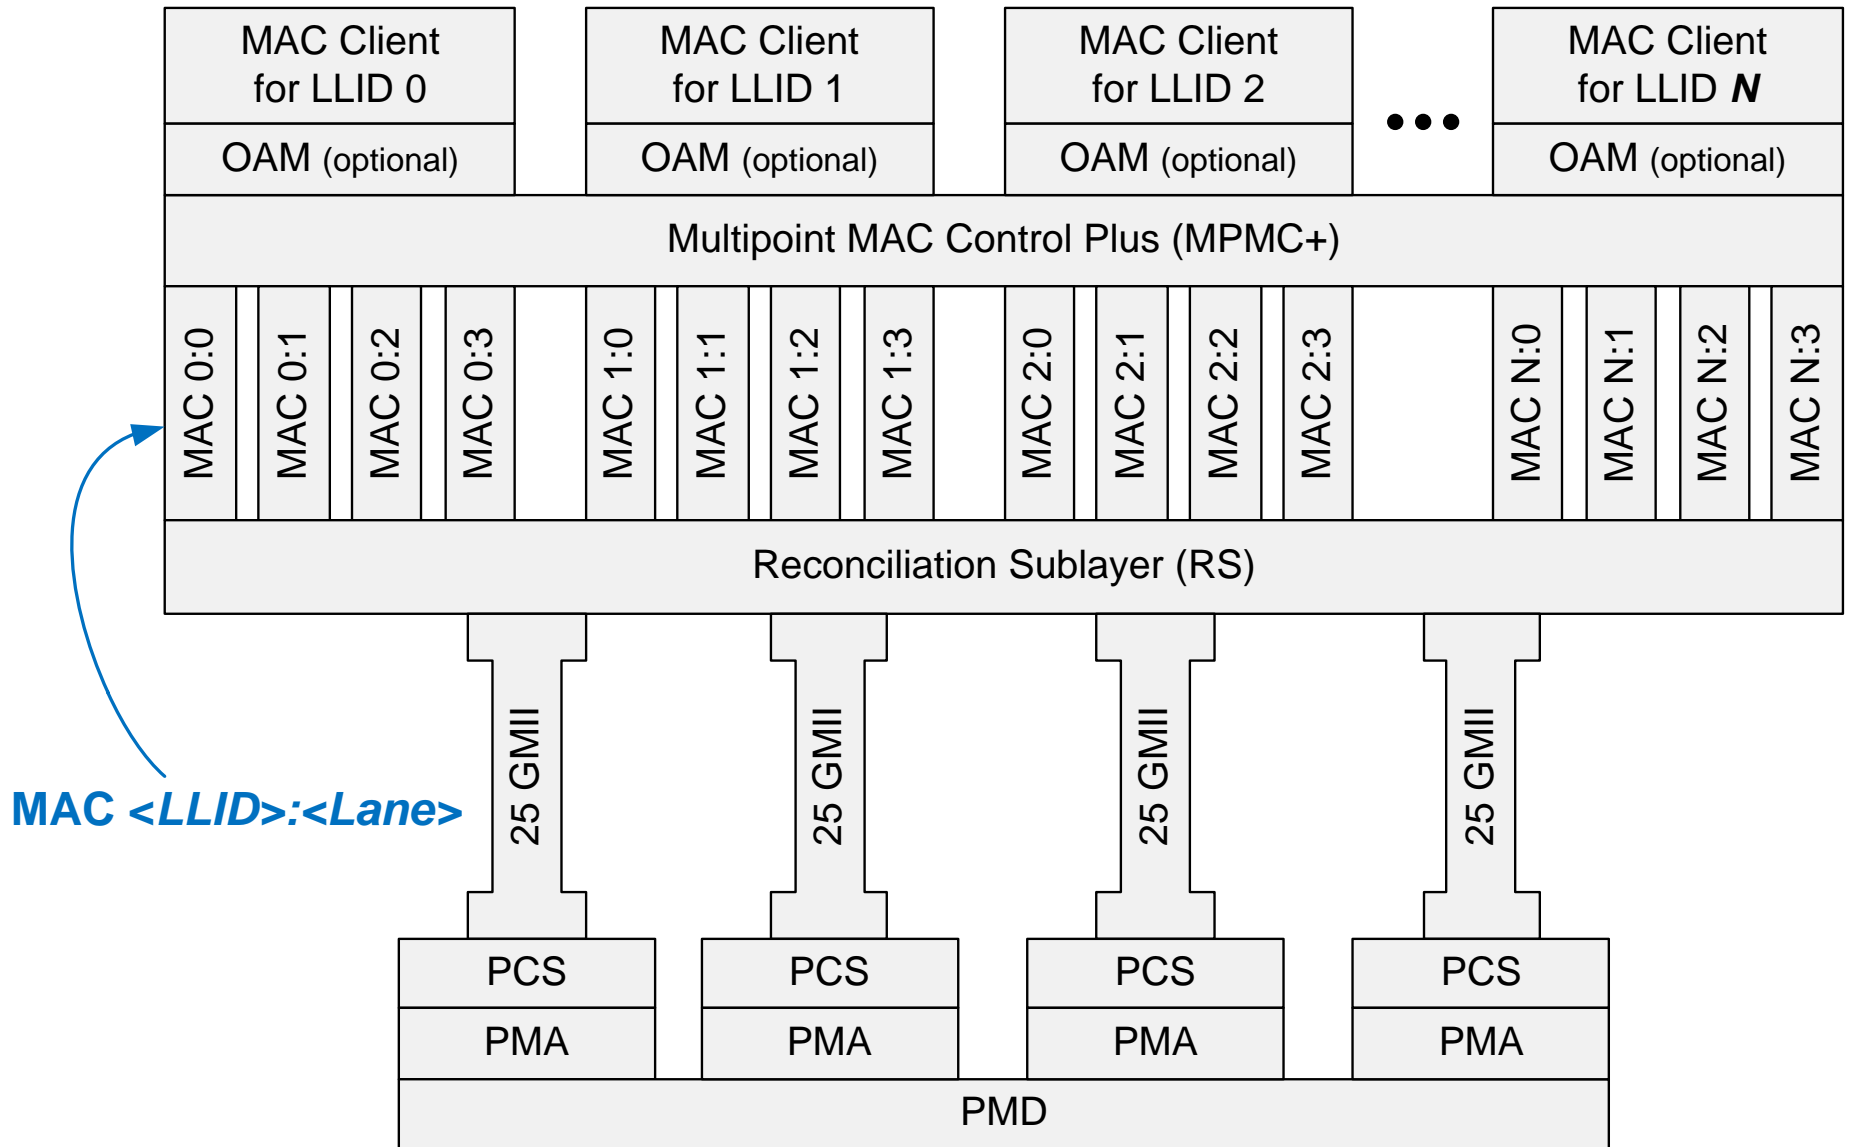 MAC Client
for LLID 0
MAC Client
for LLID 1
MAC Client
for LLID 2
MAC Client
for LLID N
•••
OAM (optional)
OAM (optional)
OAM (optional)
OAM (optional)
Multipoint MAC Control Plus (MPMC+)
MAC 0:0
MAC 0:1
MAC 0:2
MAC 0:3
MAC 1:0
MAC 1:1
MAC 1:2
MAC 1:3
MAC 2:0
MAC 2:1
MAC 2:2
MAC 2:3
MAC N:0
MAC N:1
MAC N:2
MAC N:3
Reconciliation Sublayer (RS)
MAC <LLID>:<Lane>
25 GMII
25 GMII
25 GMII
25 GMII
PCS
PCS
PCS
PCS
PMA
PMA
PMA
PMA
PMD